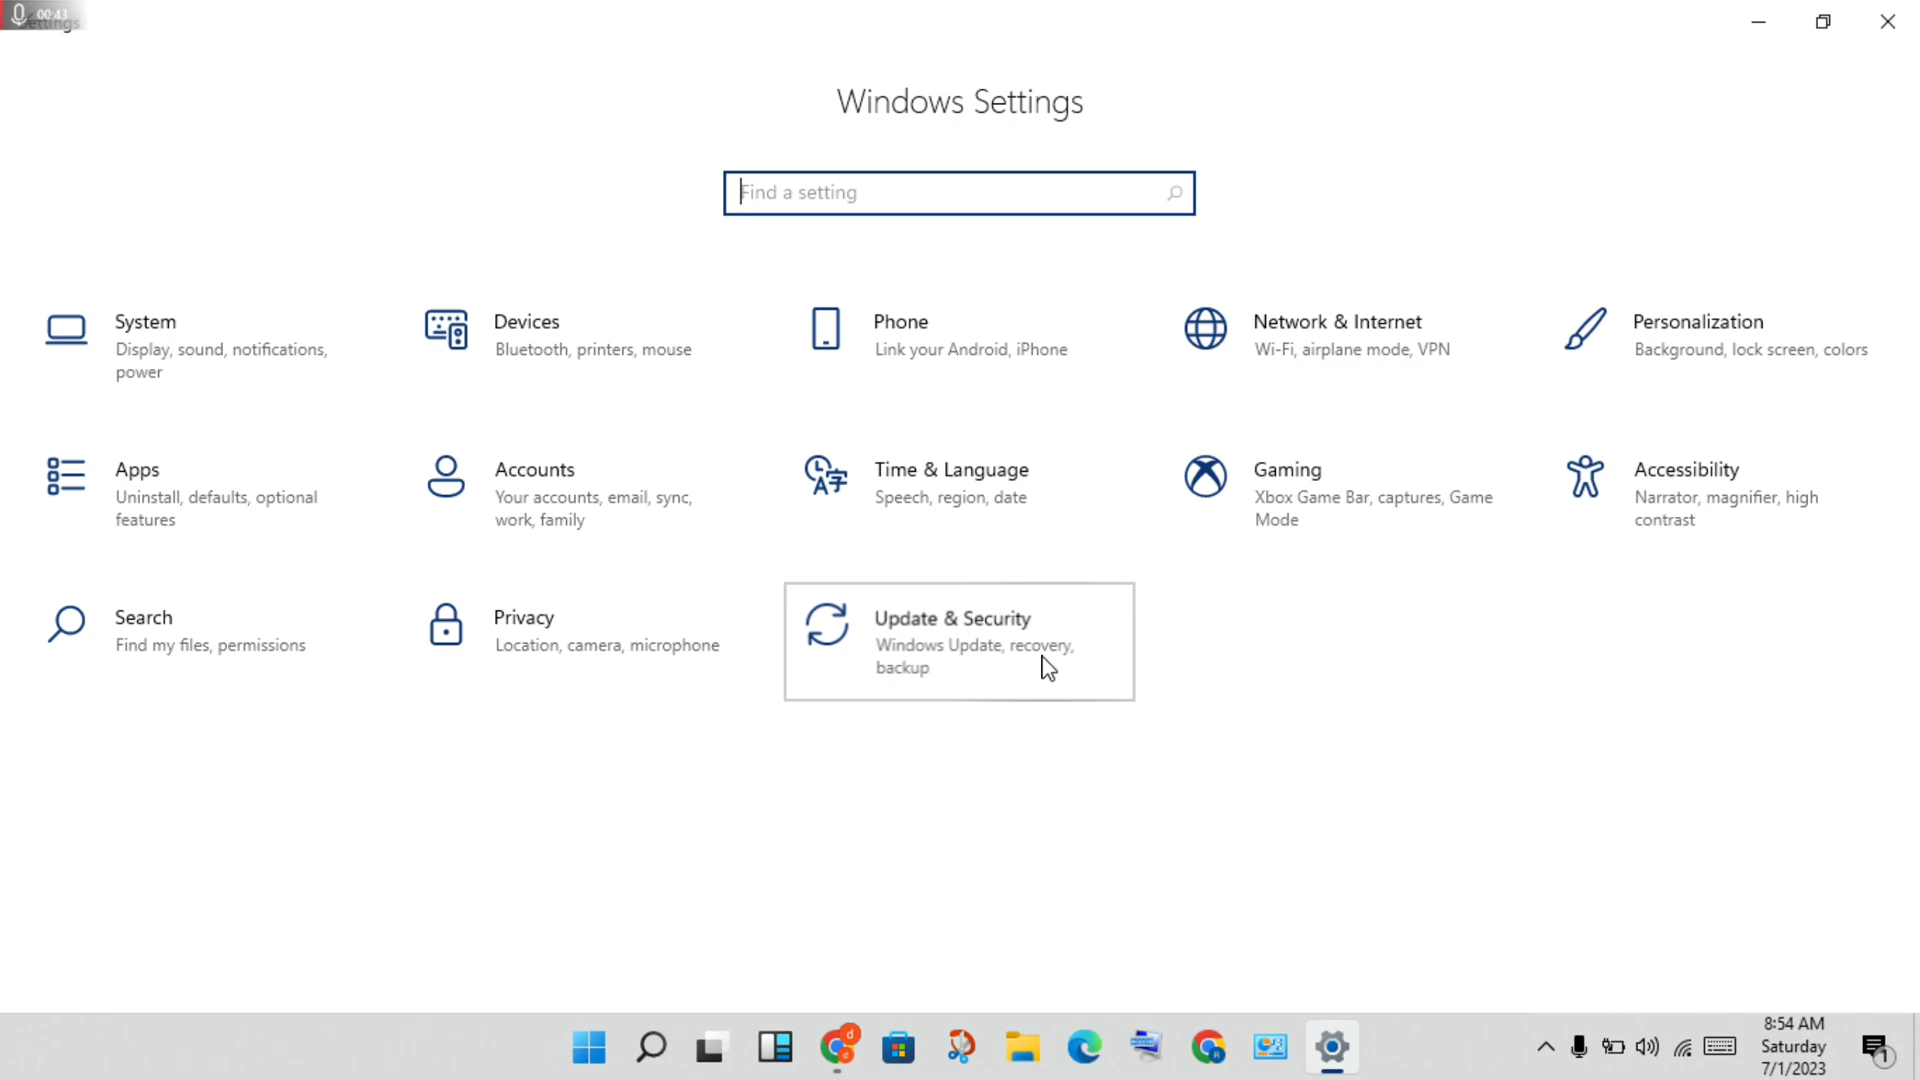 00:43
Settings
Windows Settings
Find a setting
System
Display, sound, notifications,
power
Devices
Bluetooth, printers, mouse
Phone
Link your Android, iPhone
Network & Internet
Wi-Fi, airplane mode, VPN
Personalization
Background, lock screen, colors
Apps
Uninstall, defaults, optional
features
Accounts
Your accounts, email, sync,
work, family
Time & Language
Speech, region, date
Gaming
Xbox Game Bar, captures, Game
Mode
Accessibility
Narrator, magnifier, high
contrast
Search
Find my files, permissions
Privacy
Location, camera, microphone
Update & Security
Windows Update, recovery,
backup
8:54 AM
Saturday
7/1/2023
1